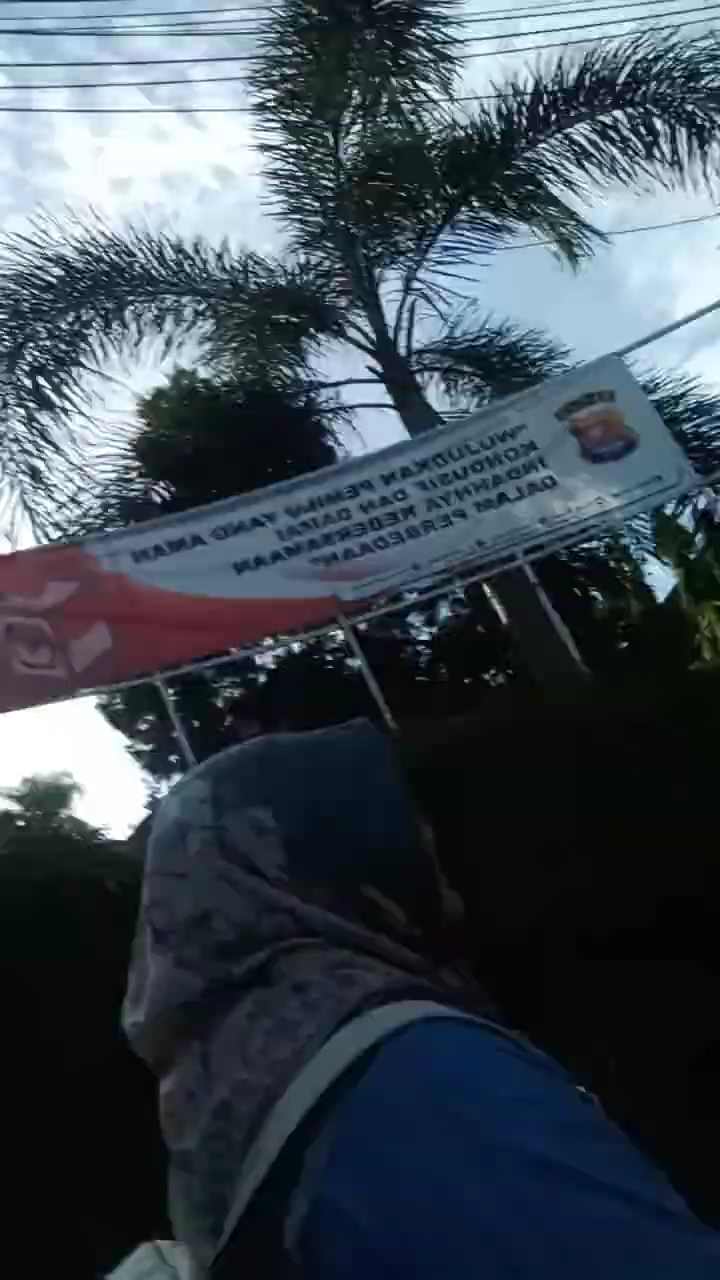 "WUJUDKAN PEMILU YANG AMAN
KONDUSIF DAN DAMAI
INDAHNYA KEBERSAMAAN
DALAM PERBEDAAN"